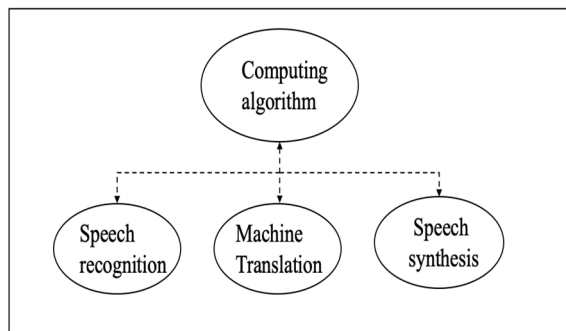 Computing
algorithm
Speech
recognition
Machine
Translation
Speech
synthesis